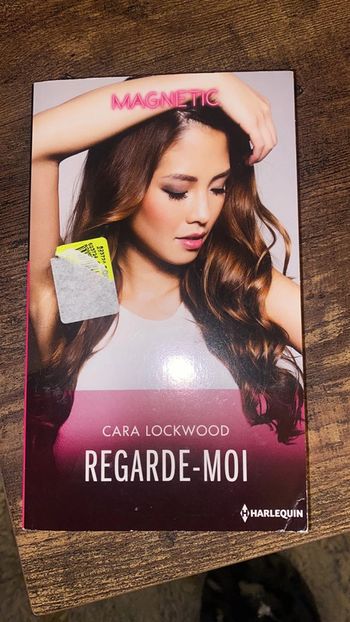 MAGNETIC
CARA LOCKWOOD
REGARDE-MOI
HARLEQUIN